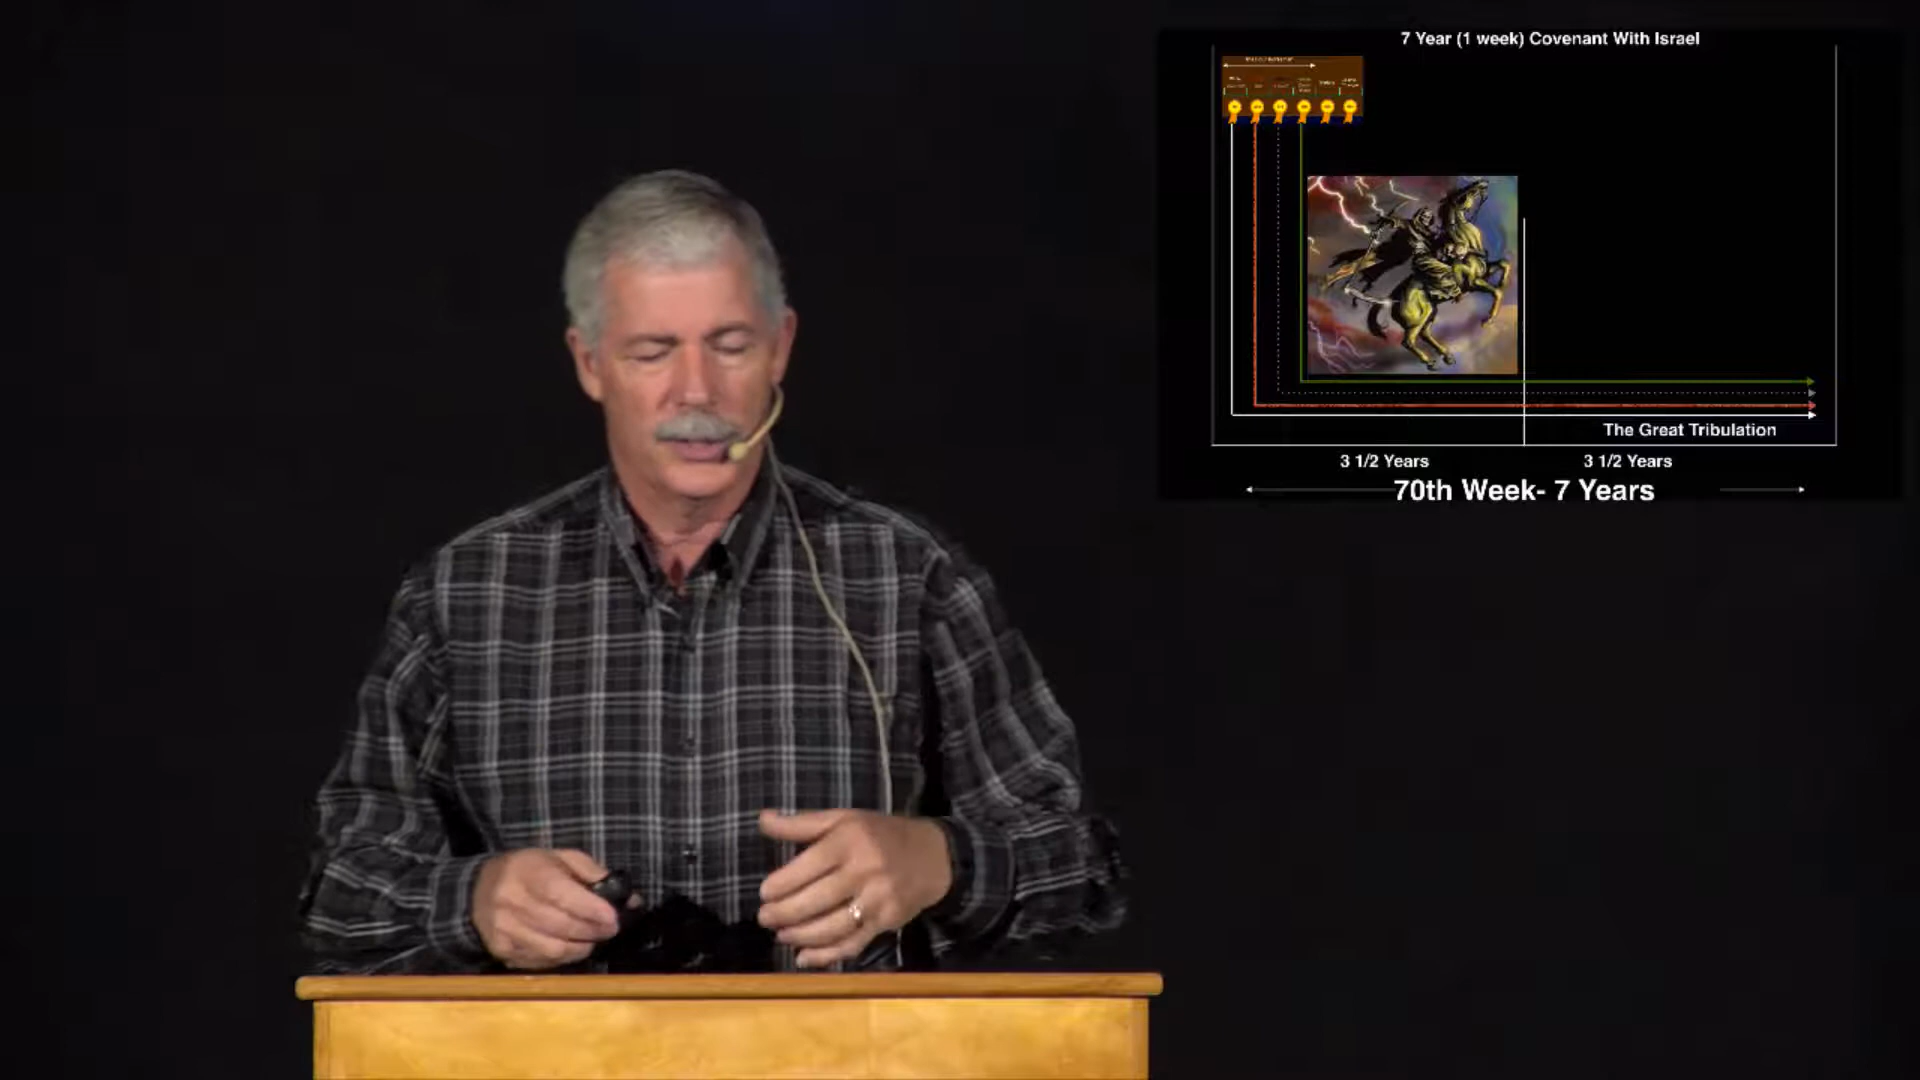 7 Year (1 week) Covenant With Israel
The Great Tribulation
3 1/2 Years
3 1/2 Years
70th Week- 7 Years